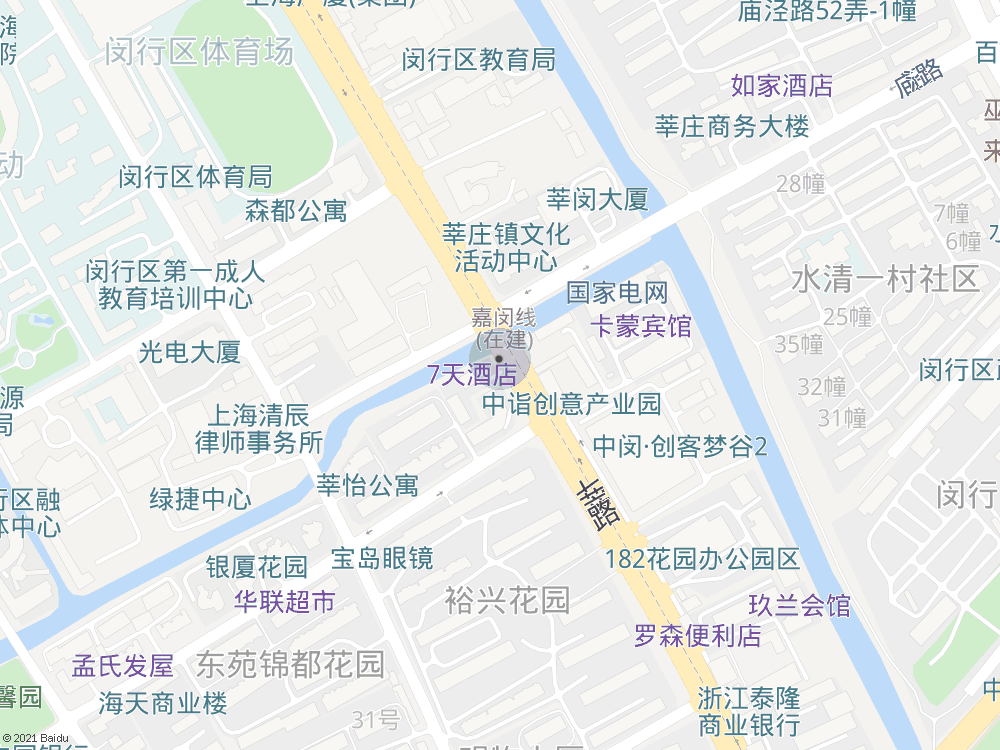 上海广厦(集团)
庙泾路52弄-1幢
闵行区体育场
闵行区教育局
如家酒店
莘庄商务大楼
闵行区体育局
森都公寓
28幢
莘闵大厦
7幢
6幢
莘庄镇文化
活动中心
闵行区第一成人
教育培训中心
水清一村社区
国家电网
卡蒙宾馆
嘉闵线
(在建)
25幢
35幢
光电大厦
7天酒店
32幢
31幢
中诣创意产业园
上海清辰
律师事务所
中闵·创客梦谷2
莘怡公寓
绿捷中心
闵行
行区融
体中心
莘
路
宝岛眼镜
银厦花园
182花园办公园区
华联超市
裕兴花园
玖兰会馆
罗森便利店
孟氏发屋
东苑锦都花园
馨园
海天商业楼
浙江泰隆
商业银行
31号
© 2021 Baidu